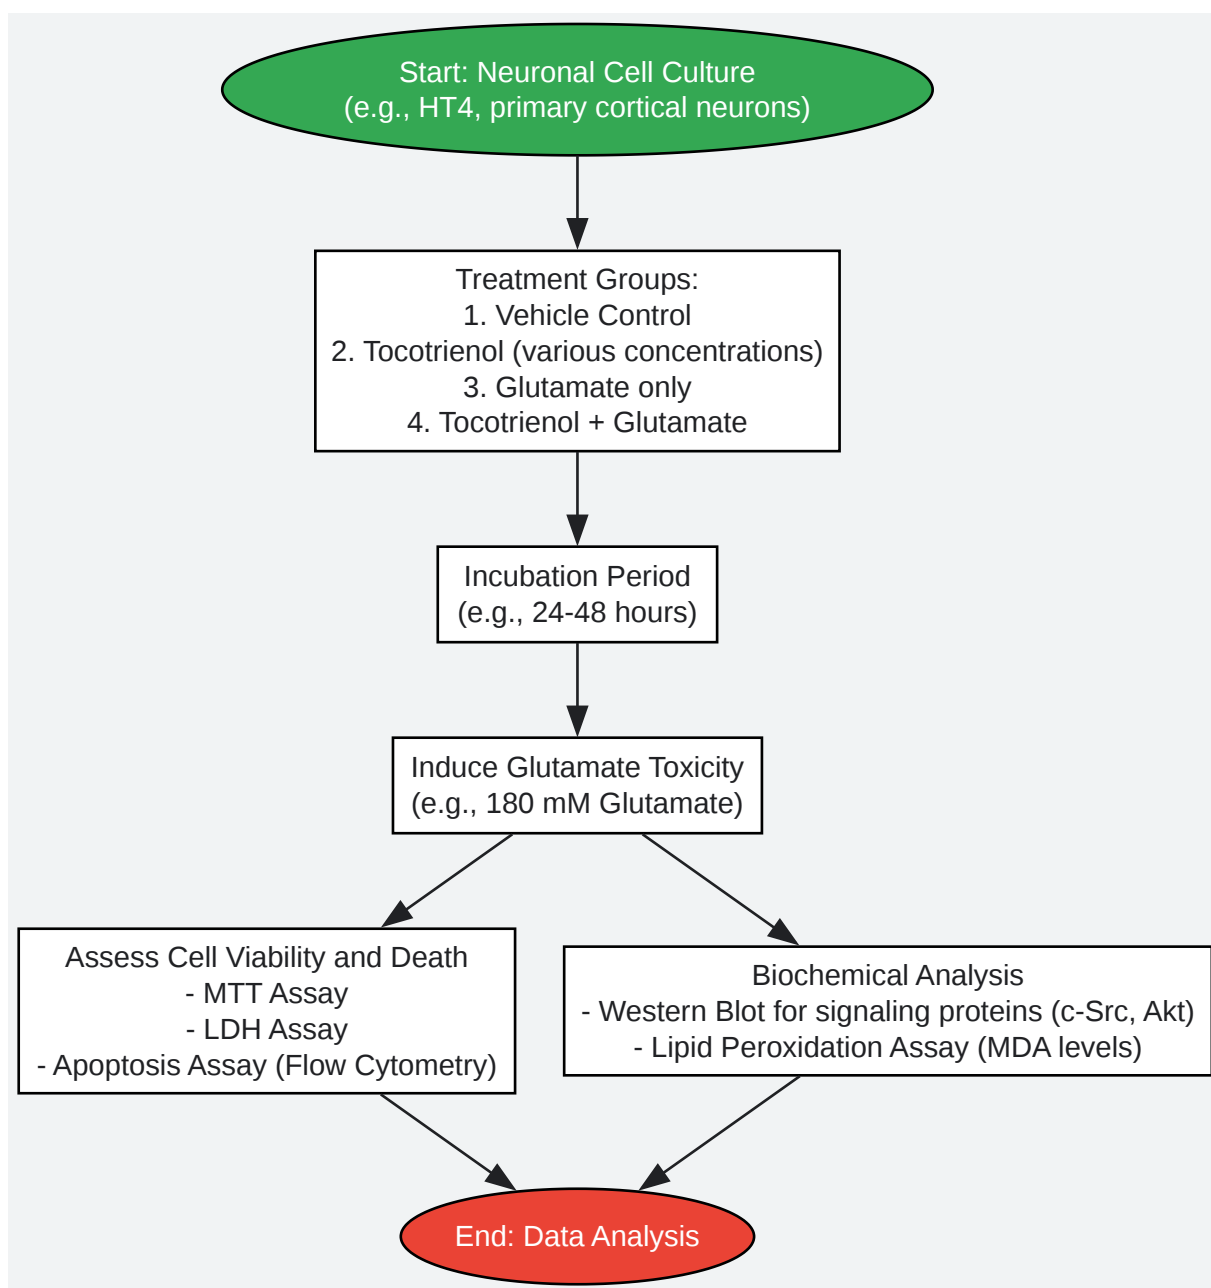 Start: Neuronal Cell Culture
(e.g., HT4, primary cortical neurons)
Treatment Groups:
1. Vehicle Control
2. Tocotrienol (various concentrations)
3. Glutamate only
4. Tocotrienol + Glutamate
Incubation Period
(e.g., 24-48 hours)
Induce Glutamate Toxicity
(e.g., 180 mM Glutamate)
Assess Cell Viability and Death
- MTT Assay
- LDH Assay
- Apoptosis Assay (Flow Cytometry)
Biochemical Analysis
- Western Blot for signaling proteins (c-Src, Akt)
- Lipid Peroxidation Assay (MDA levels)
End: Data Analysis